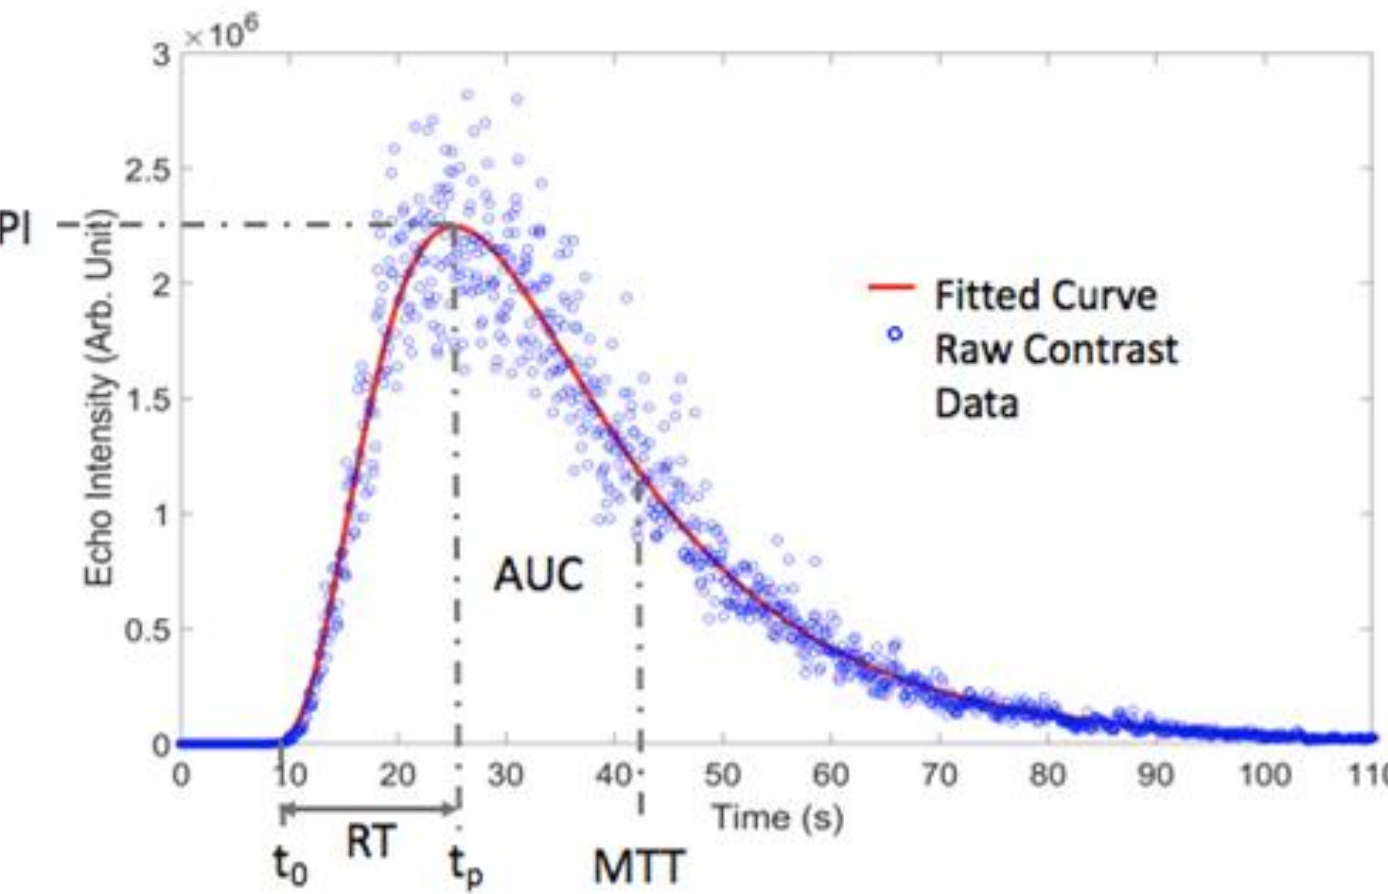 ×10⁶
3
2.5
PI
2
1.5
1
0.5
0
Echo Intensity (Arb. Unit)
Fitted Curve
Raw Contrast
Data
AUC
0 10 20 30 40 50 60 70 80 90 100 110
Time (s)
RT
t₀ tₚ MTT